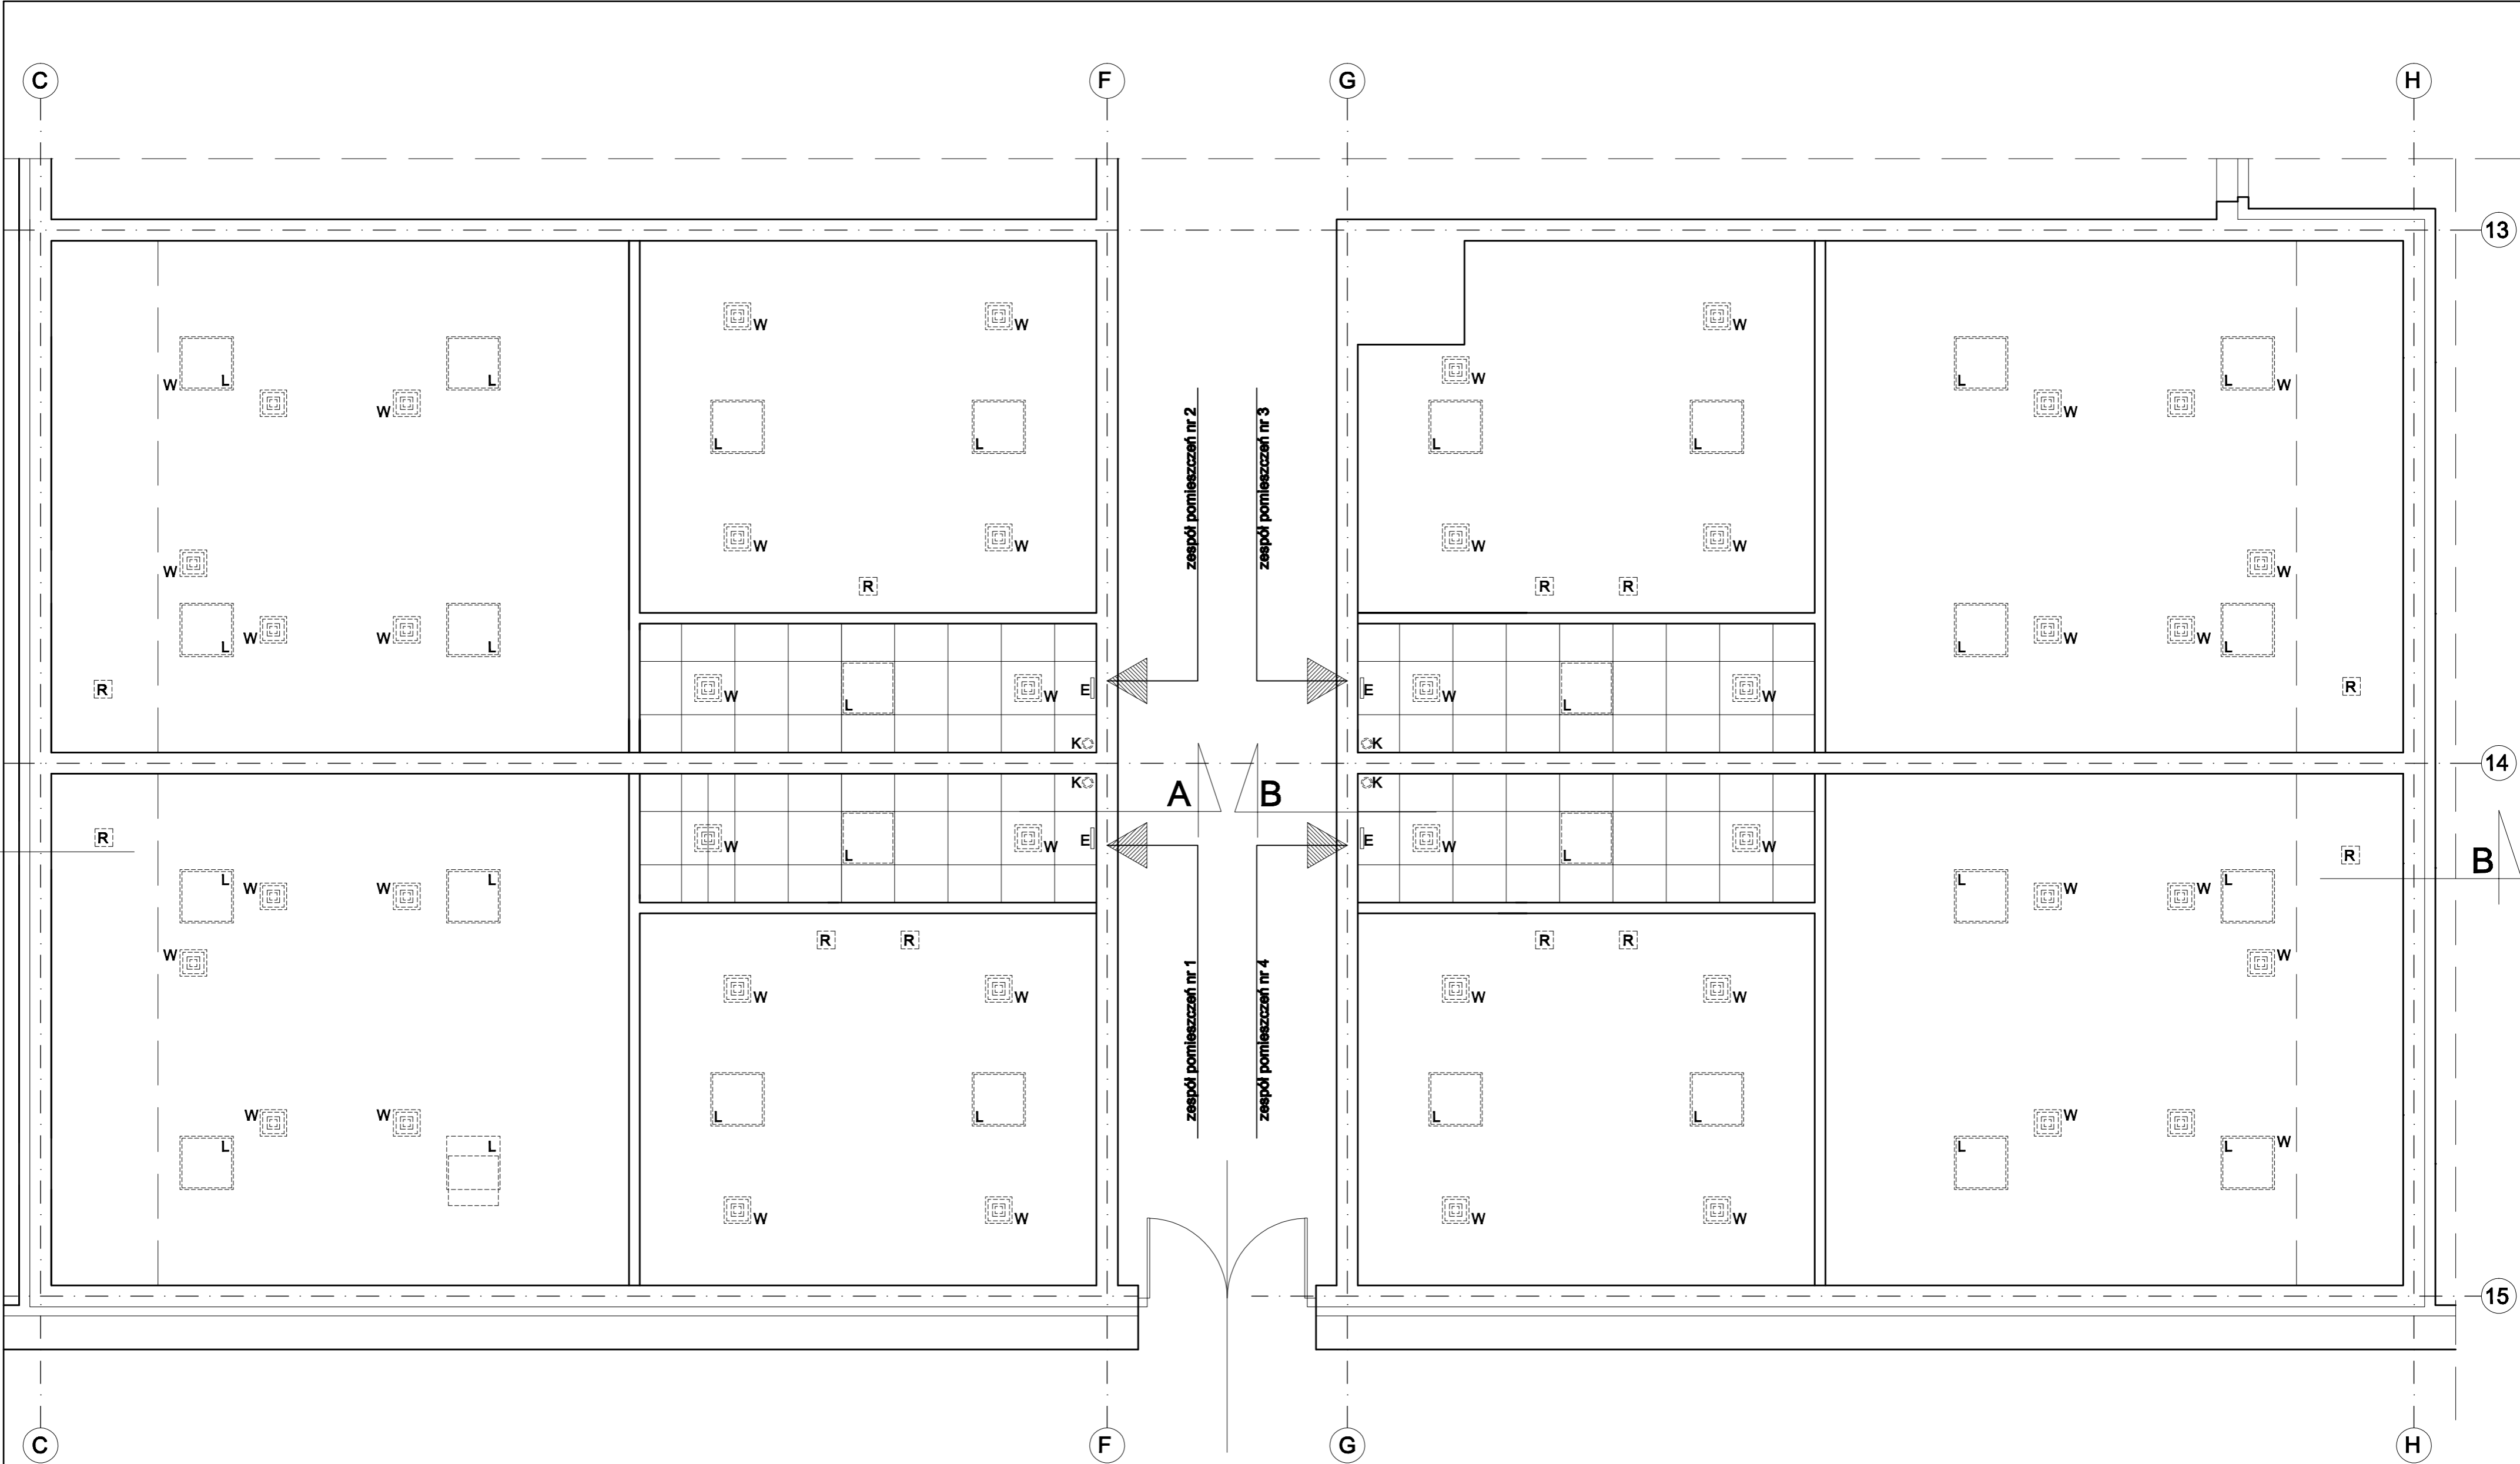 C F G H
13
W W W
W L L W L L W
W W W
L L L L
W W W W
W R R R W
W W W W
L L L L
R W L W E E W L W R
K K
14
K K
A B
R W L W E E W L W R
B
L W W L L W L W
W R R R R W
W W W W
zespół pomieszczeń nr 2
zespół pomieszczeń nr 3
zespół pomieszczeń nr 1
zespół pomieszczeń nr 4
L L L L
W W W W
L L L L W
W W W W
15
C F G H